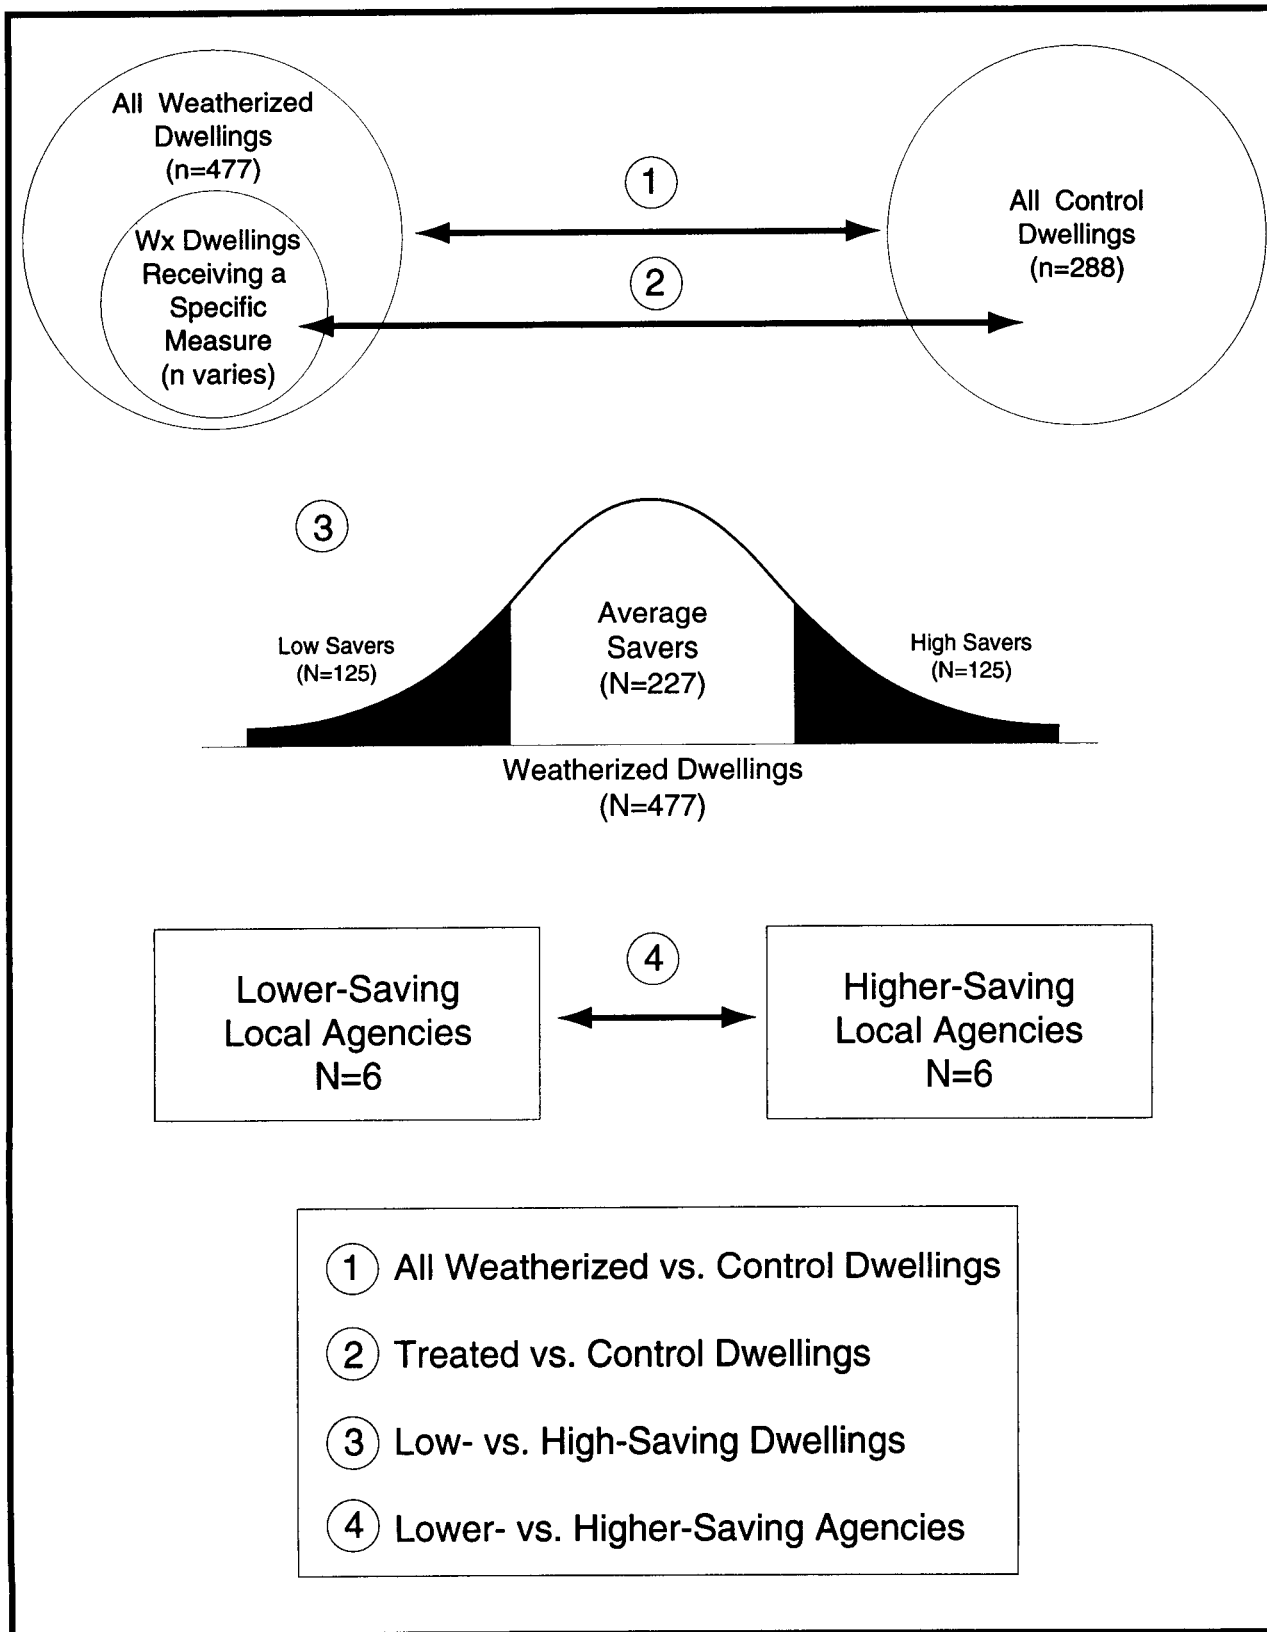 All Weatherized
Dwellings
(n=477)
Wx Dwellings
Receiving a
Specific
Measure
(n varies)
1
2
All Control
Dwellings
(n=288)
3
Low Savers
(N=125)
Average
Savers
(N=227)
High Savers
(N=125)
Weatherized Dwellings
(N=477)
Lower-Saving
Local Agencies
N=6
4
Higher-Saving
Local Agencies
N=6
1 All Weatherized vs. Control Dwellings
2 Treated vs. Control Dwellings
3 Low- vs. High-Saving Dwellings
4 Lower- vs. Higher-Saving Agencies